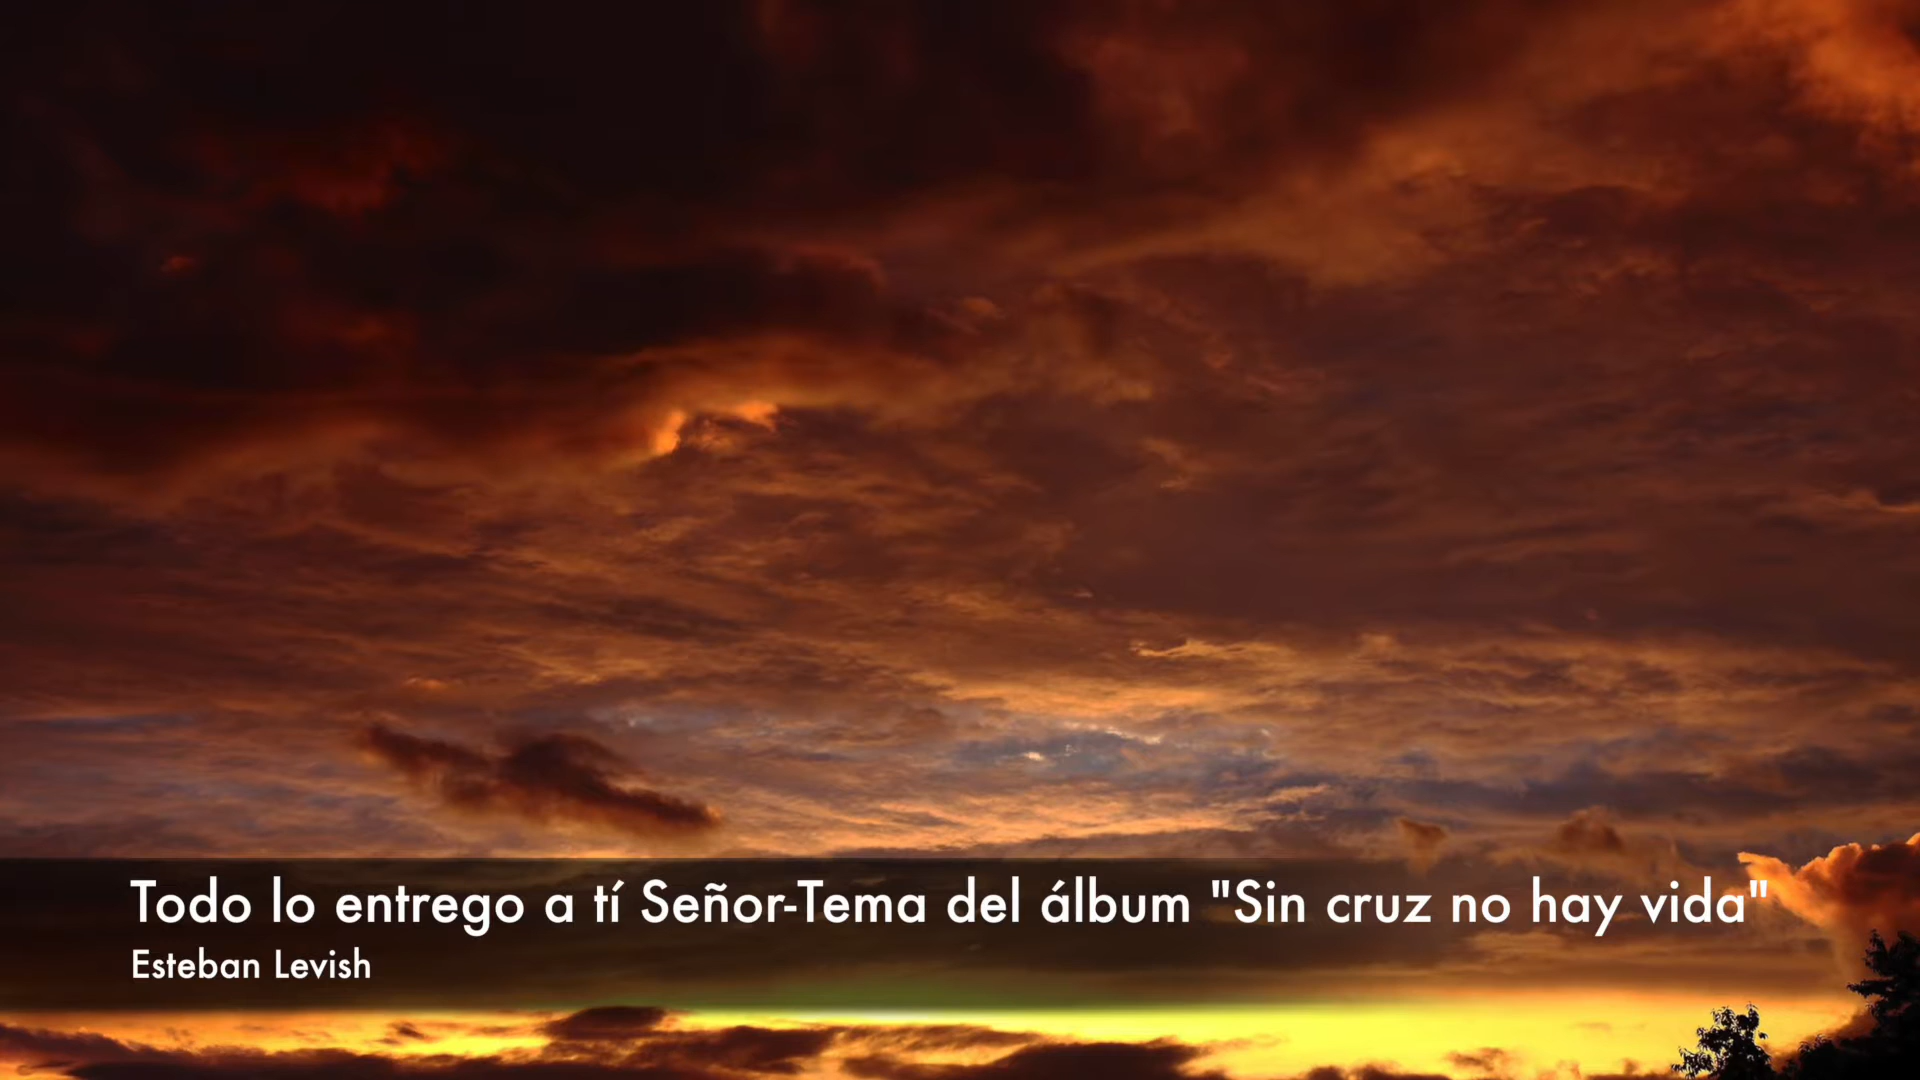 Todo lo entrego a tí Señor-Tema del álbum "Sin cruz no hay vida"
Esteban Levish